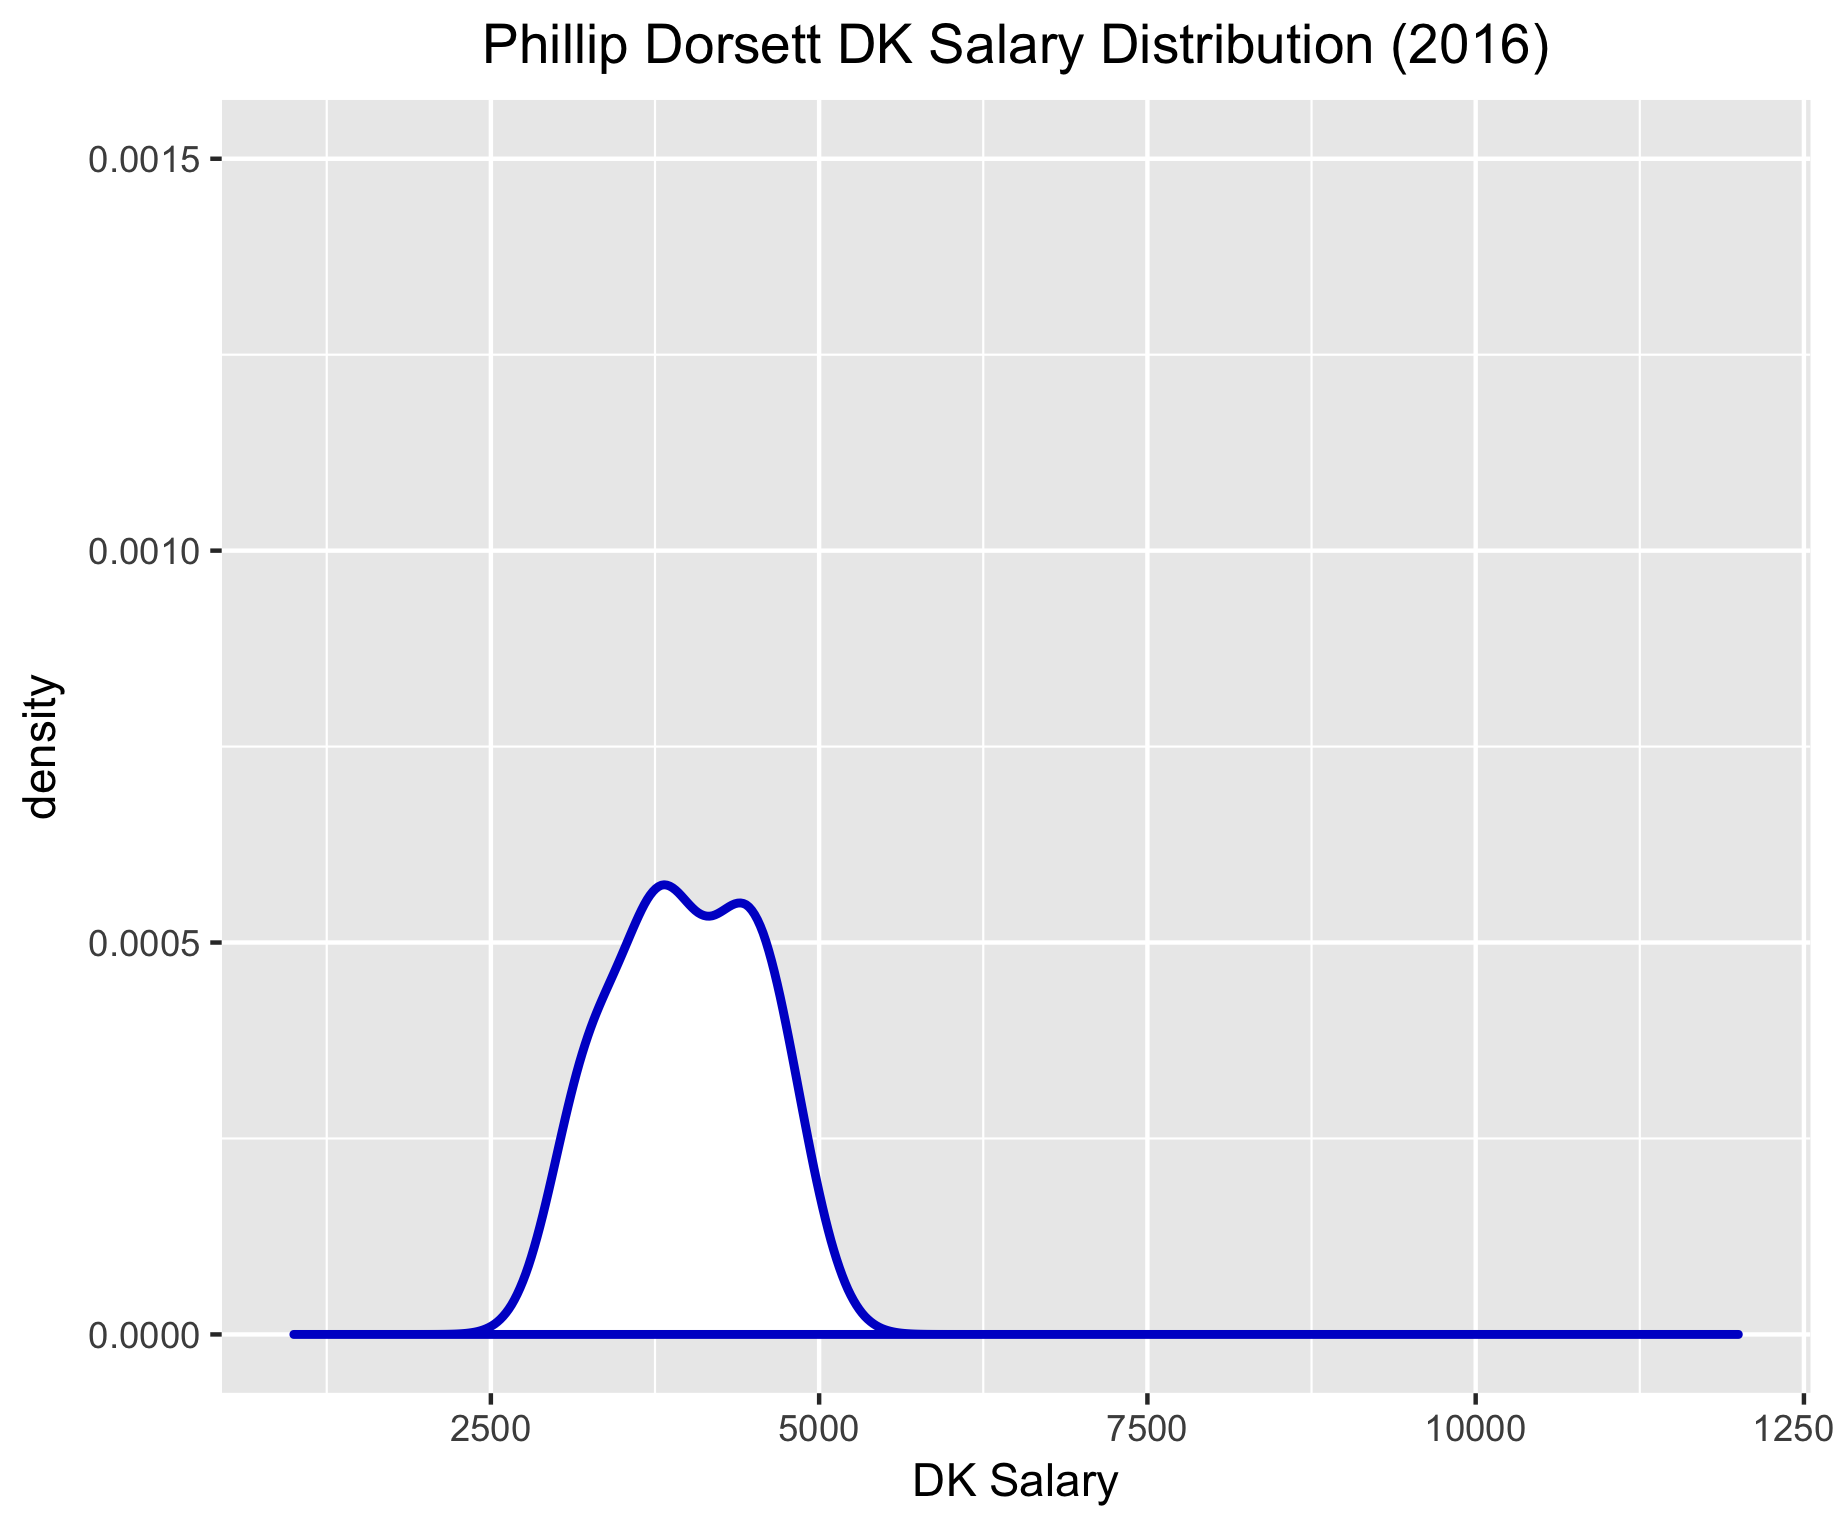 Phillip Dorsett DK Salary Distribution (2016)
0.0015
0.0010
0.0005
0.0000
density
2500 5000 7500 10000 1250
DK Salary